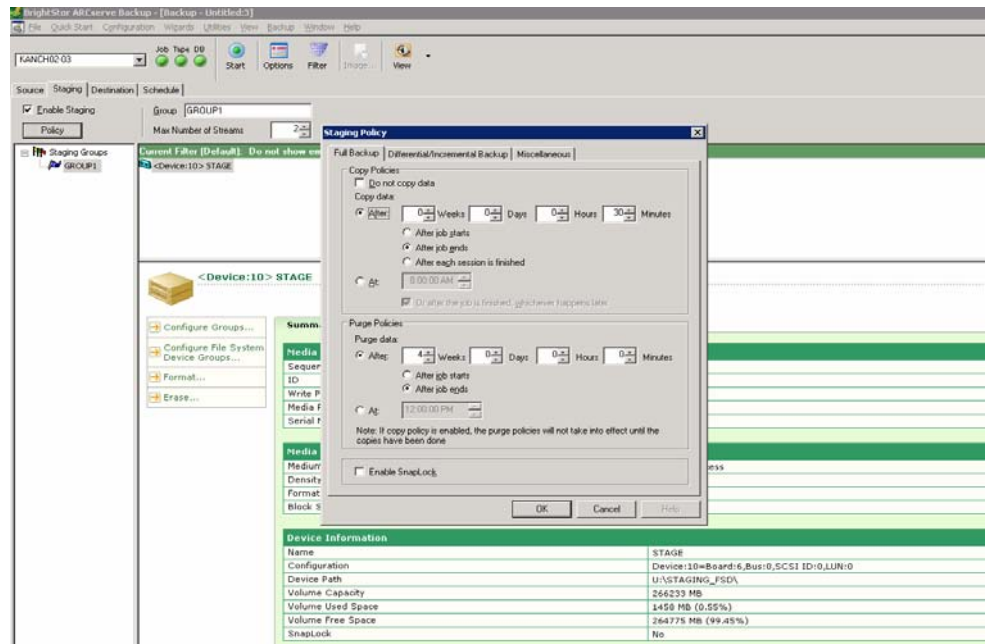 BrightStor ARCserve Backup - [Backup - Untitled:3]
File Quick Start Configuration Wizards Utilities View Backup Window Help
KANCH02-03
Job Tape DB
Start Options Filter Image... View
Source Staging Destination Schedule
Enable Staging
Group GROUP1
Policy
Max Number of Streams 2
Staging Groups
GROUP1
Current Filter (Default): Do not show em
<Device:10> STAGE
Staging Policy
Full Backup Differential/Incremental Backup Miscellaneous
Copy Policies
Do not copy data
Copy data:
After: 0 Weeks 0 Days 0 Hours 30 Minutes
After job starts
After job ends
After each session is finished
At: 8:00:00 AM
Or after the job is finished, whichever happens later
Purge Policies
Purge data:
After: 4 Weeks 0 Days 0 Hours 0 Minutes
After job starts
After job ends
At: 12:00:00 PM
Note: If copy policy is enabled, the purge policies will not take into effect until the
copies have been done
Enable SnapLock
OK Cancel Help
<Device:10> STAGE
Configure Groups...
Configure File System
Device Groups...
Format...
Erase...
Summ
Media
Sequen
ID
Write P
Media P
Serial N
Media
Medium
ess
Density
Format
Block S
Device Information
Name STAGE
Configuration Device:10=Board:6,Bus:0,SCSI ID:0,LUN:0
Device Path U:\STAGING_FSD\
Volume Capacity 266233 MB
Volume Used Space 1458 MB (0.55%)
Volume Free Space 264775 MB (99.45%)
SnapLock No